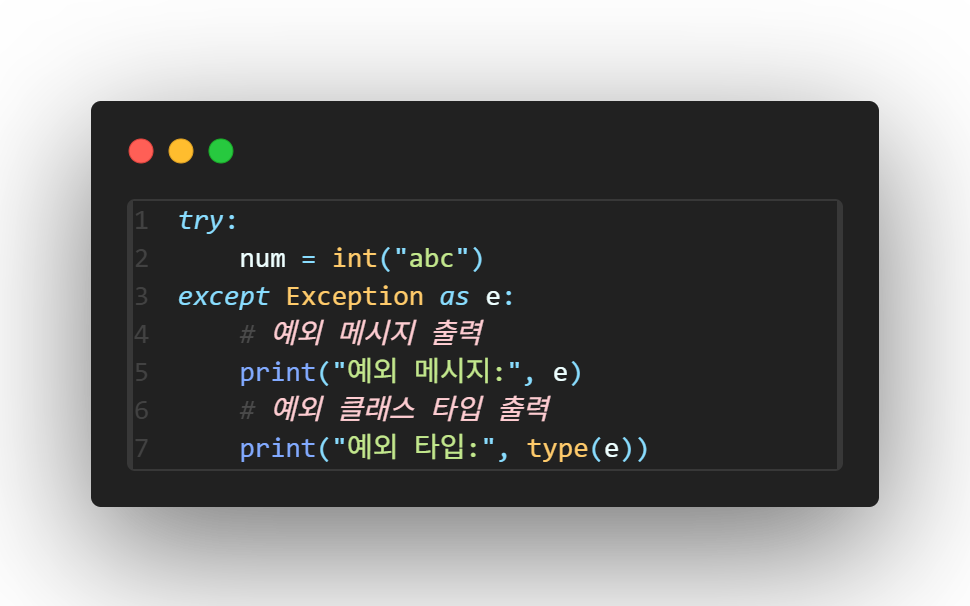 1 try:
2     num = int("abc")
3 except Exception as e:
4     # 예외 메시지 출력
5     print("예외 메시지:", e)
6     # 예외 클래스 타입 출력
7     print("예외 타입:", type(e))